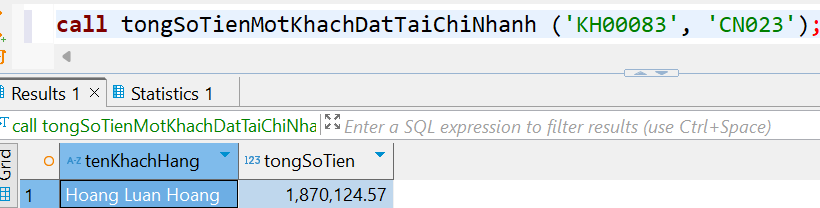 call tongSoTienMotKhachDatTaiChiNhanh ('KH00083', 'CN023');
Results 1 Statistics 1
call tongSoTienMotKhachDatTaiChiNha Enter a SQL expression to filter results (use Ctrl+Space)
Grid
A-Z tenKhachHang 123 tongSoTien
1 Hoang Luan Hoang 1,870,124.57